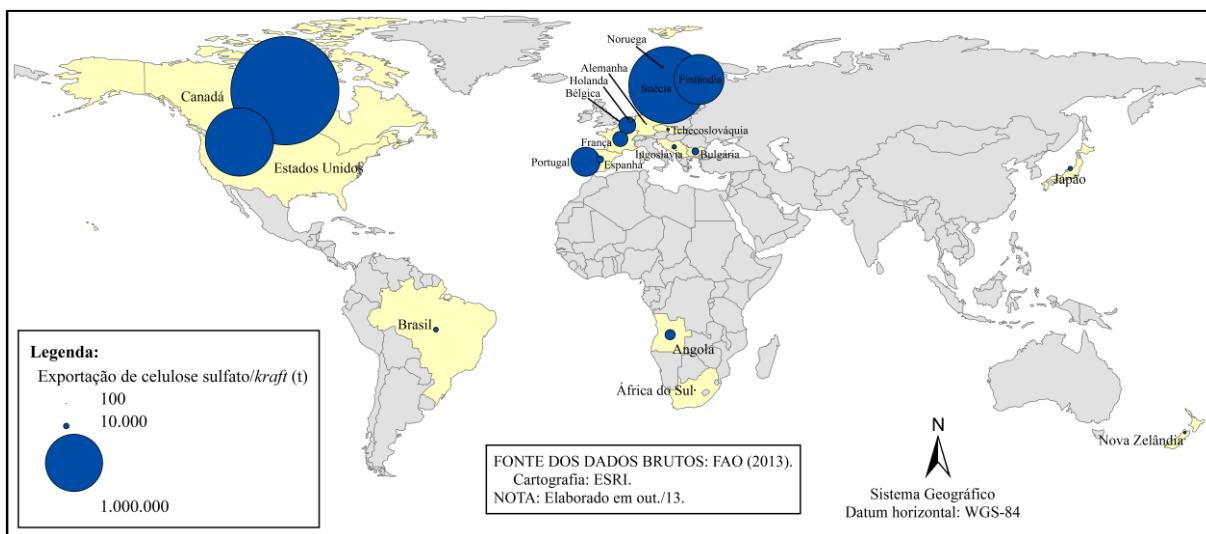 Noruega
Alemanha
Holanda
Bélgica
Suécia
Finlândia
Canadá
Tchecoslováquia
França
Iugoslávia
Bulgária
Portugal
Espanha
Estados Unidos
Japão
Brasil
Angola
África do Sul
Nova Zelândia
Legenda:
Exportação de celulose sulfato/kraft (t)
100
10.000
1.000.000
FONTE DOS DADOS BRUTOS: FAO (2013).
Cartografia: ESRI.
NOTA: Elaborado em out./13.
N
Sistema Geográfico
Datum horizontal: WGS-84